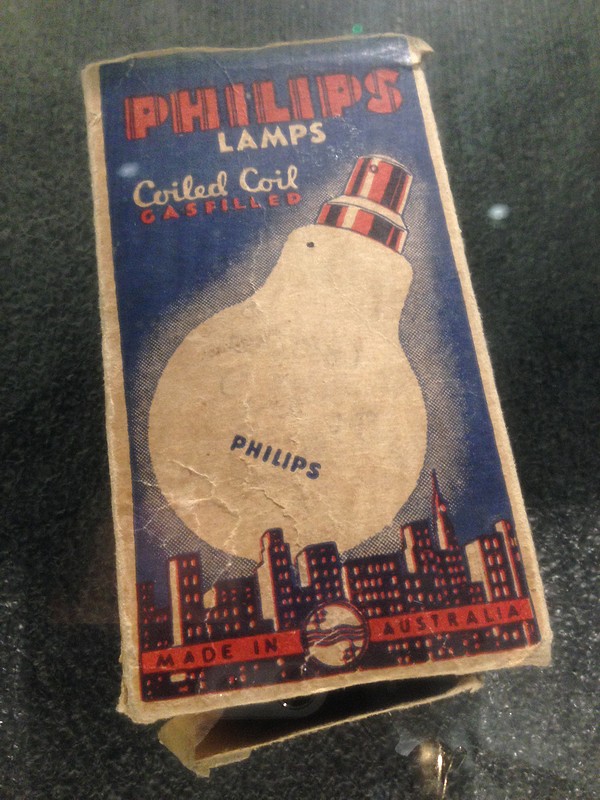 PHILIPS
LAMPS
Coiled Coil
GASFILLED
PHILIPS
MADE IN AUSTRALIA